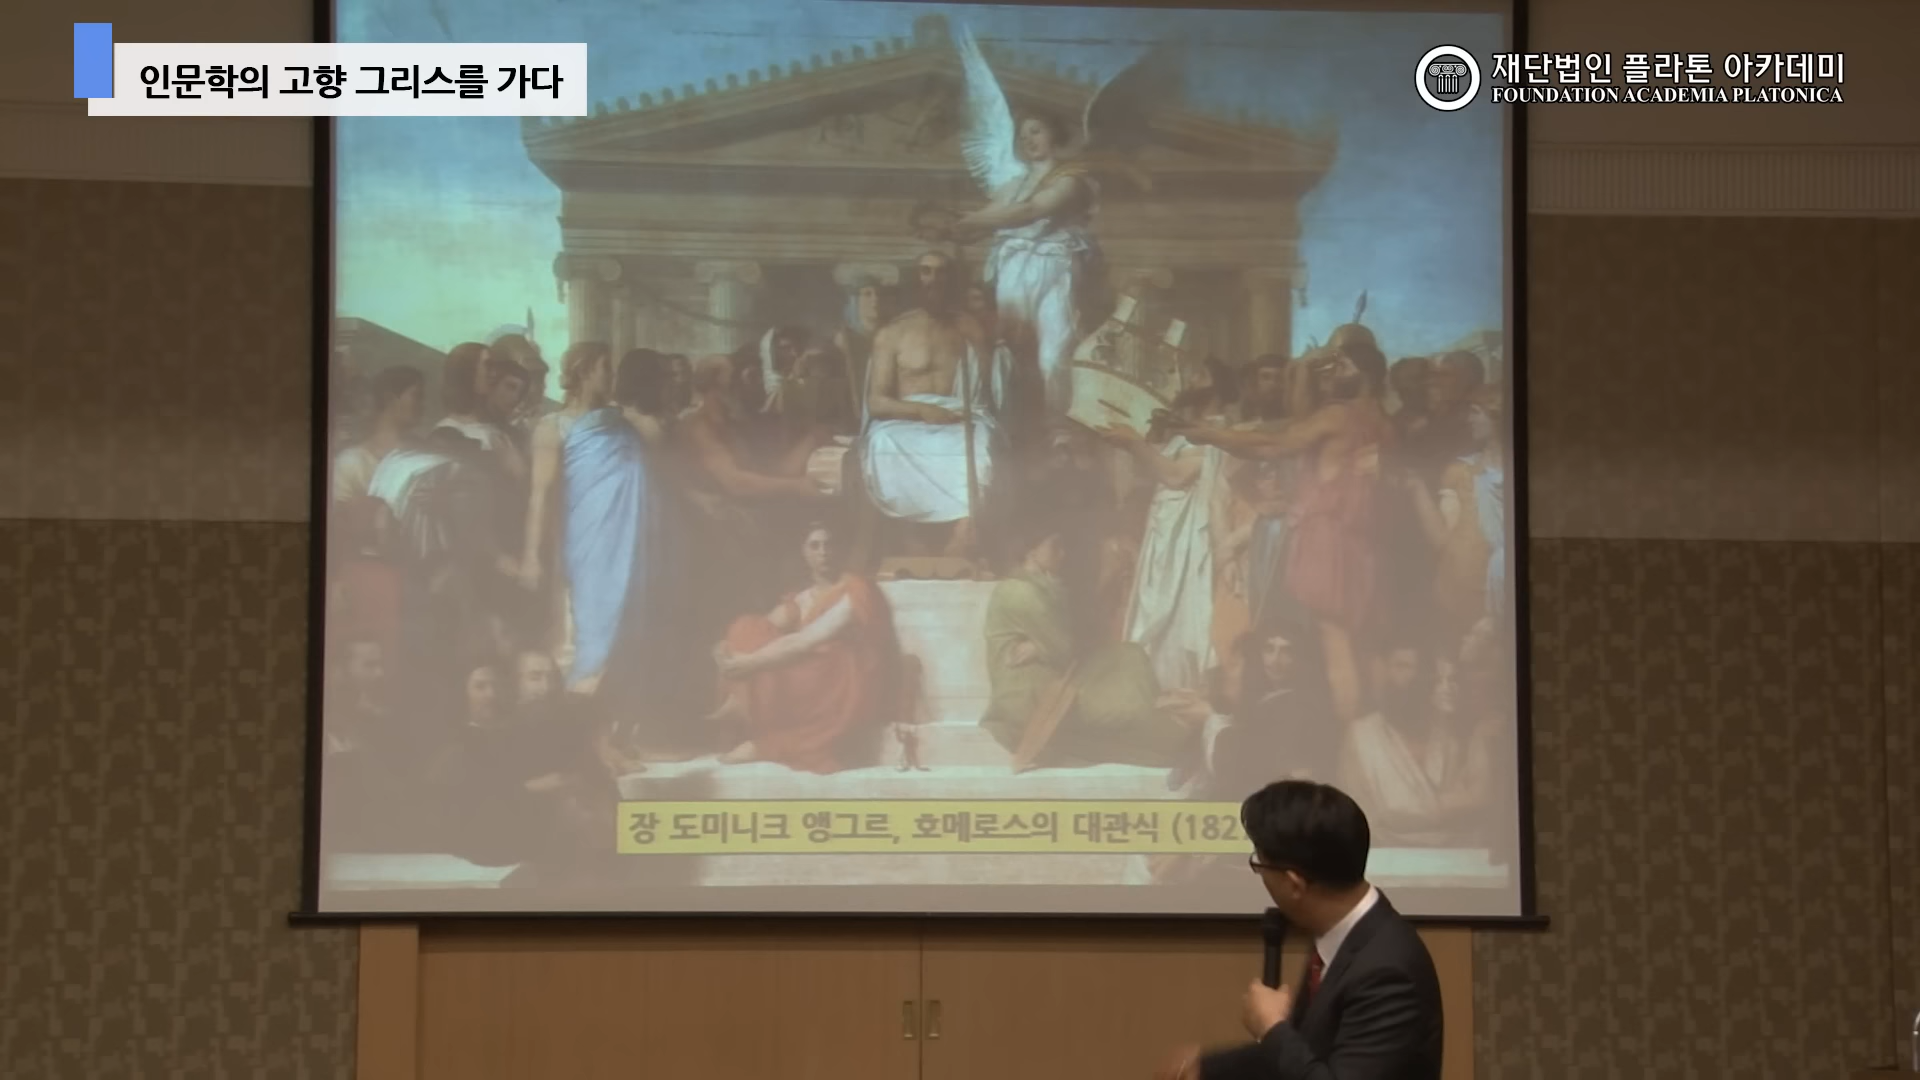 인문학의 고향 그리스를 가다
재단법인 플라톤 아카데미
FOUNDATION ACADEMIA PLATONICA
장 도미니크 앵그르, 호메로스의 대관식 (182